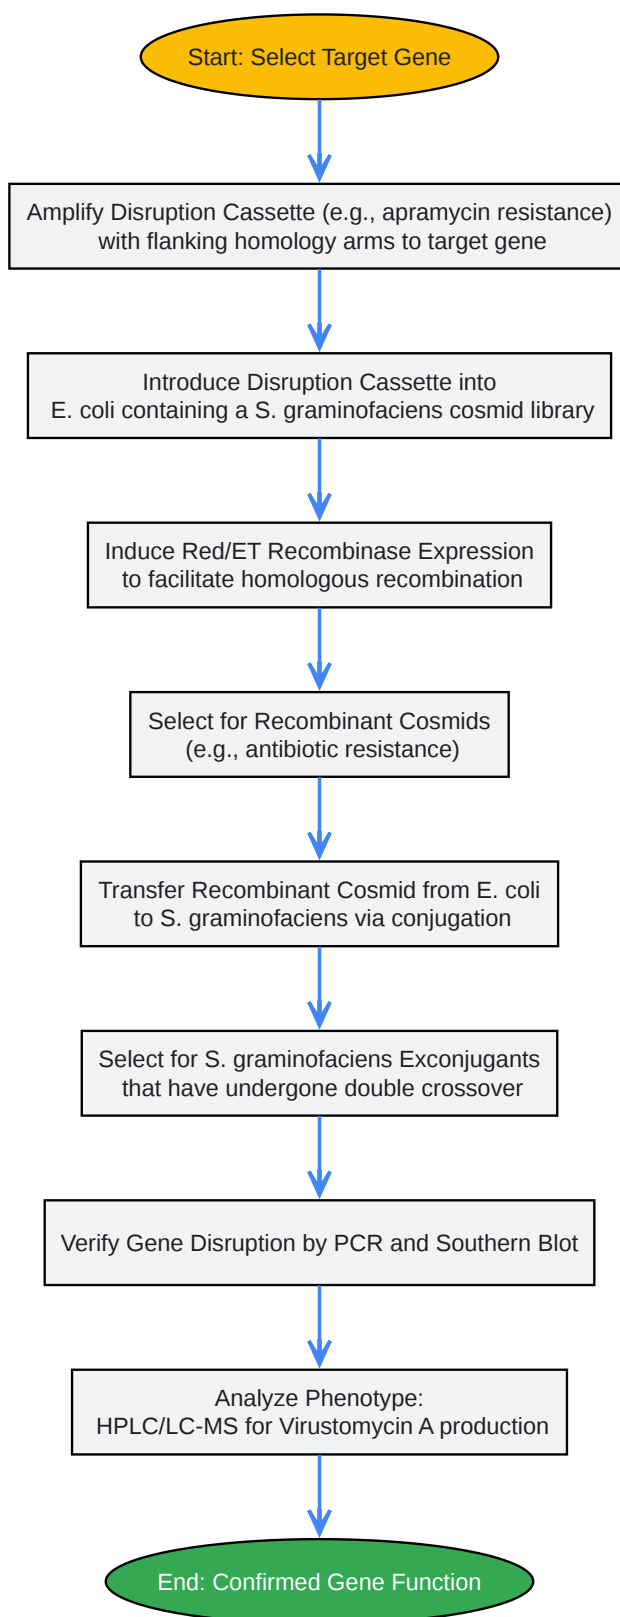 Start: Select Target Gene
Amplify Disruption Cassette (e.g., apramycin resistance)
with flanking homology arms to target gene
Introduce Disruption Cassette into
E. coli containing a S. graminofaciens cosmid library
Induce Red/ET Recombinase Expression
to facilitate homologous recombination
Select for Recombinant Cosmids
(e.g., antibiotic resistance)
Transfer Recombinant Cosmid from E. coli
to S. graminofaciens via conjugation
Select for S. graminofaciens Exconjugants
that have undergone double crossover
Verify Gene Disruption by PCR and Southern Blot
Analyze Phenotype:
HPLC/LC-MS for Virustomycin A production
End: Confirmed Gene Function